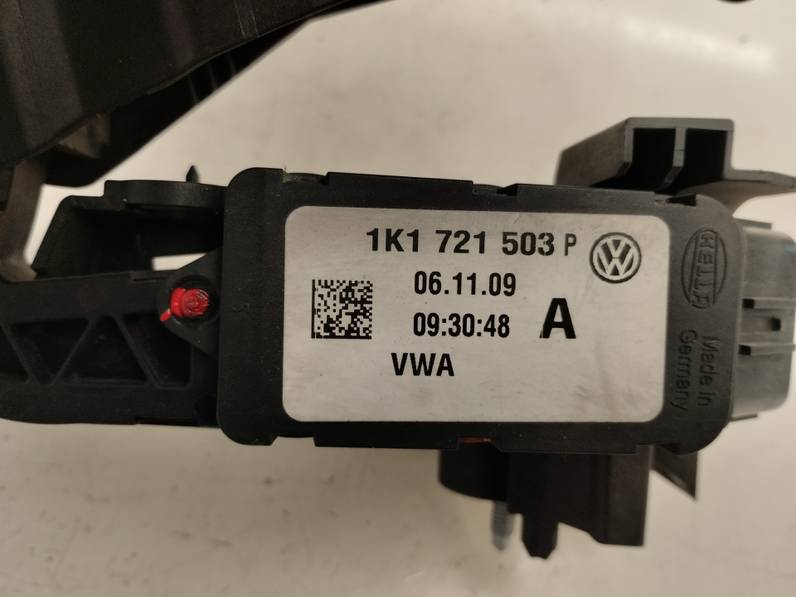 1K1 721 503 P
06.11.09
09:30:48 A
VWA
HELLA
Made in
Germany